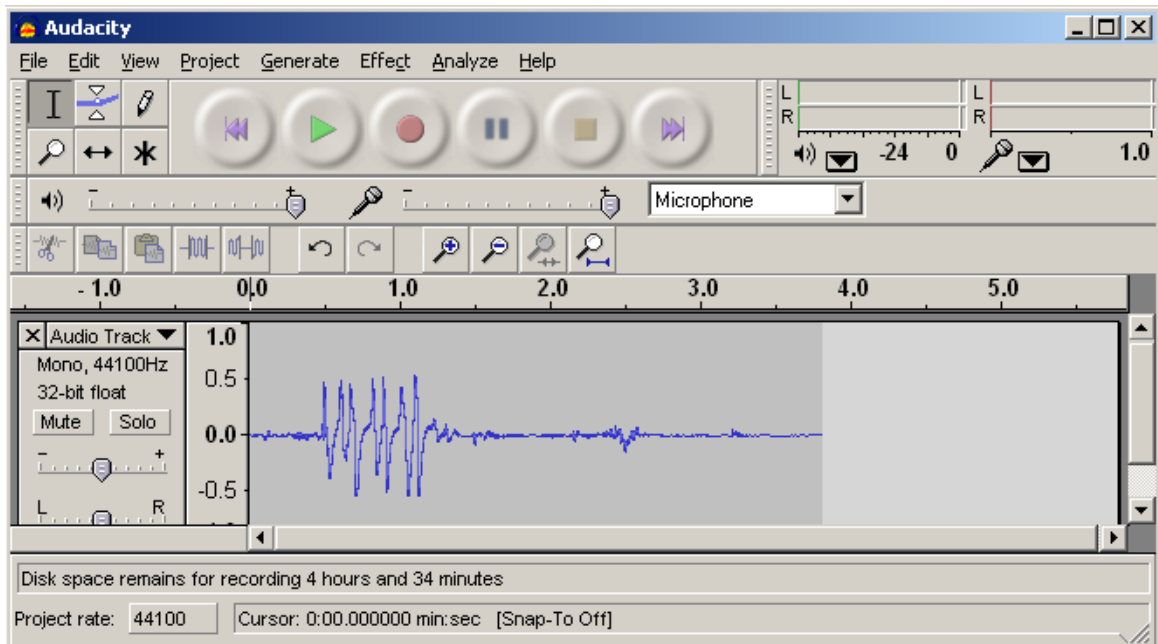 Audacity
File Edit View Project Generate Effect Analyze Help
L
R
-24 0
L
R
1.0
- +
- +
Microphone
- 1.0 0,0 1.0 2.0 3.0 4.0 5.0
Audio Track
Mono, 44100Hz
32-bit float
Mute Solo
- +
L R
1.0
0.5
0.0
-0.5
Disk space remains for recording 4 hours and 34 minutes
Project rate: 44100 Cursor: 0:00.000000 min:sec [Snap-To Off]